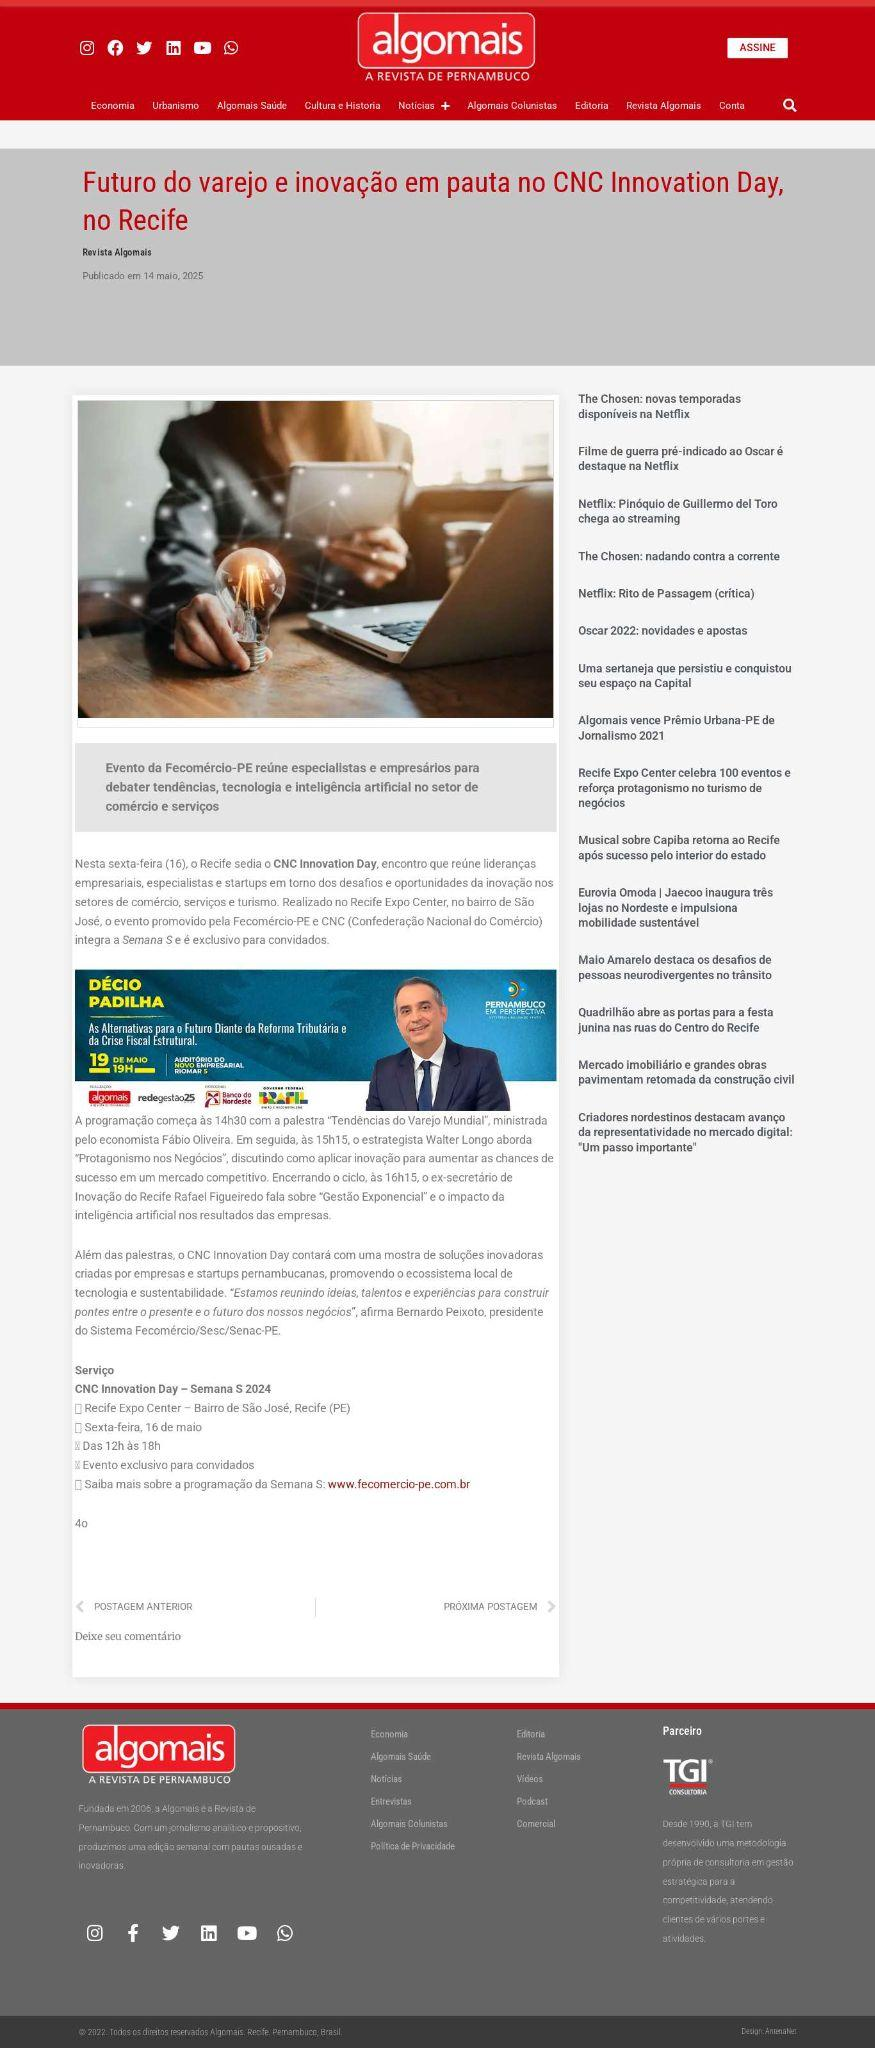 algomais
A REVISTA DE PERNAMBUCO
ASSINE
Economia Urbanismo Algomais Saúde Cultura e Historia Notícias Algomais Colunistas Editoria Revista Algomais Conta
Futuro do varejo e inovação em pauta no CNC Innovation Day,
no Recife
Revista Algomais
Publicado em 14 maio, 2025
Evento da Fecomércio-PE reúne especialistas e empresários para
debater tendências, tecnologia e inteligência artificial no setor de
comércio e serviços
Nesta sexta-feira (16), o Recife sedia o CNC Innovation Day, encontro que reúne lideranças
empresariais, especialistas e startups em torno dos desafios e oportunidades da inovação nos
setores de comércio, serviços e turismo. Realizado no Recife Expo Center, no bairro de São
José, o evento promovido pela Fecomércio-PE e CNC (Confederação Nacional do Comércio)
integra a Semana S e é exclusivo para convidados.
DÉCIO
PADILHA
As Alternativas para o Futuro Diante da Reforma Tributária e
da Crise Fiscal Estrutural.
19 DE MAIO
19H
AUDITÓRIO DO
NOVO EMPRESARIAL
RIOMAR 5
PERNAMBUCO
EM PERSPECTIVA
algomais
redegestão25
Banco do
Nordeste
GOVERNO FEDERAL
BRASIL
A programação começa às 14h30 com a palestra “Tendências do Varejo Mundial”, ministrada
pelo economista Fábio Oliveira. Em seguida, às 15h15, o estrategista Walter Longo aborda
“Protagonismo nos Negócios”, discutindo como aplicar inovação para aumentar as chances de
sucesso em um mercado competitivo. Encerrando o ciclo, às 16h15, o ex-secretário de
Inovação do Recife Rafael Figueiredo fala sobre “Gestão Exponencial” e o impacto da
inteligência artificial nos resultados das empresas.
Além das palestras, o CNC Innovation Day contará com uma mostra de soluções inovadoras
criadas por empresas e startups pernambucanas, promovendo o ecossistema local de
tecnologia e sustentabilidade. “Estamos reunindo ideias, talentos e experiências para construir
pontes entre o presente e o futuro dos nossos negócios”, afirma Bernardo Peixoto, presidente
do Sistema Fecomércio/Sesc/Senac-PE.
Serviço
CNC Innovation Day – Semana S 2024
Recife Expo Center – Bairro de São José, Recife (PE)
Sexta-feira, 16 de maio
Das 12h às 18h
Evento exclusivo para convidados
Saiba mais sobre a programação da Semana S: www.fecomercio-pe.com.br
4o
POSTAGEM ANTERIOR
PRÓXIMA POSTAGEM
Deixe seu comentário
The Chosen: novas temporadas
disponíveis na Netflix
Filme de guerra pré-indicado ao Oscar é
destaque na Netflix
Netflix: Pinóquio de Guillermo del Toro
chega ao streaming
The Chosen: nadando contra a corrente
Netflix: Rito de Passagem (crítica)
Oscar 2022: novidades e apostas
Uma sertaneja que persistiu e conquistou
seu espaço na Capital
Algomais vence Prêmio Urbana-PE de
Jornalismo 2021
Recife Expo Center celebra 100 eventos e
reforça protagonismo no turismo de
negócios
Musical sobre Capiba retorna ao Recife
após sucesso pelo interior do estado
Eurovia Omoda | Jaecoo inaugura três
lojas no Nordeste e impulsiona
mobilidade sustentável
Maio Amarelo destaca os desafios de
pessoas neurodivergentes no trânsito
Quadrilhão abre as portas para a festa
junina nas ruas do Centro do Recife
Mercado imobiliário e grandes obras
pavimentam retomada da construção civil
Criadores nordestinos destacam avanço
da representatividade no mercado digital:
"Um passo importante"
algomais
A REVISTA DE PERNAMBUCO
Fundada em 2006, a Algomais é a Revista de
Pernambuco. Com um jornalismo analítico e propositivo,
produzimos uma edição semanal com pautas ousadas e
inovadoras.
Economia
Algomais Saúde
Notícias
Entrevistas
Algomais Colunistas
Política de Privacidade
Editoria
Revista Algomais
Vídeos
Podcast
Comercial
Parceiro
TGI
CONSULTORIA
Desde 1990, a TGI tem
desenvolvido uma metodologia
própria de consultoria em gestão
estratégica para a
competitividade, atendendo
clientes de vários portes e
atividades.
© 2022. Todos os direitos reservados Algomais. Recife. Pernambuco, Brasil.
Design: AntenaNet